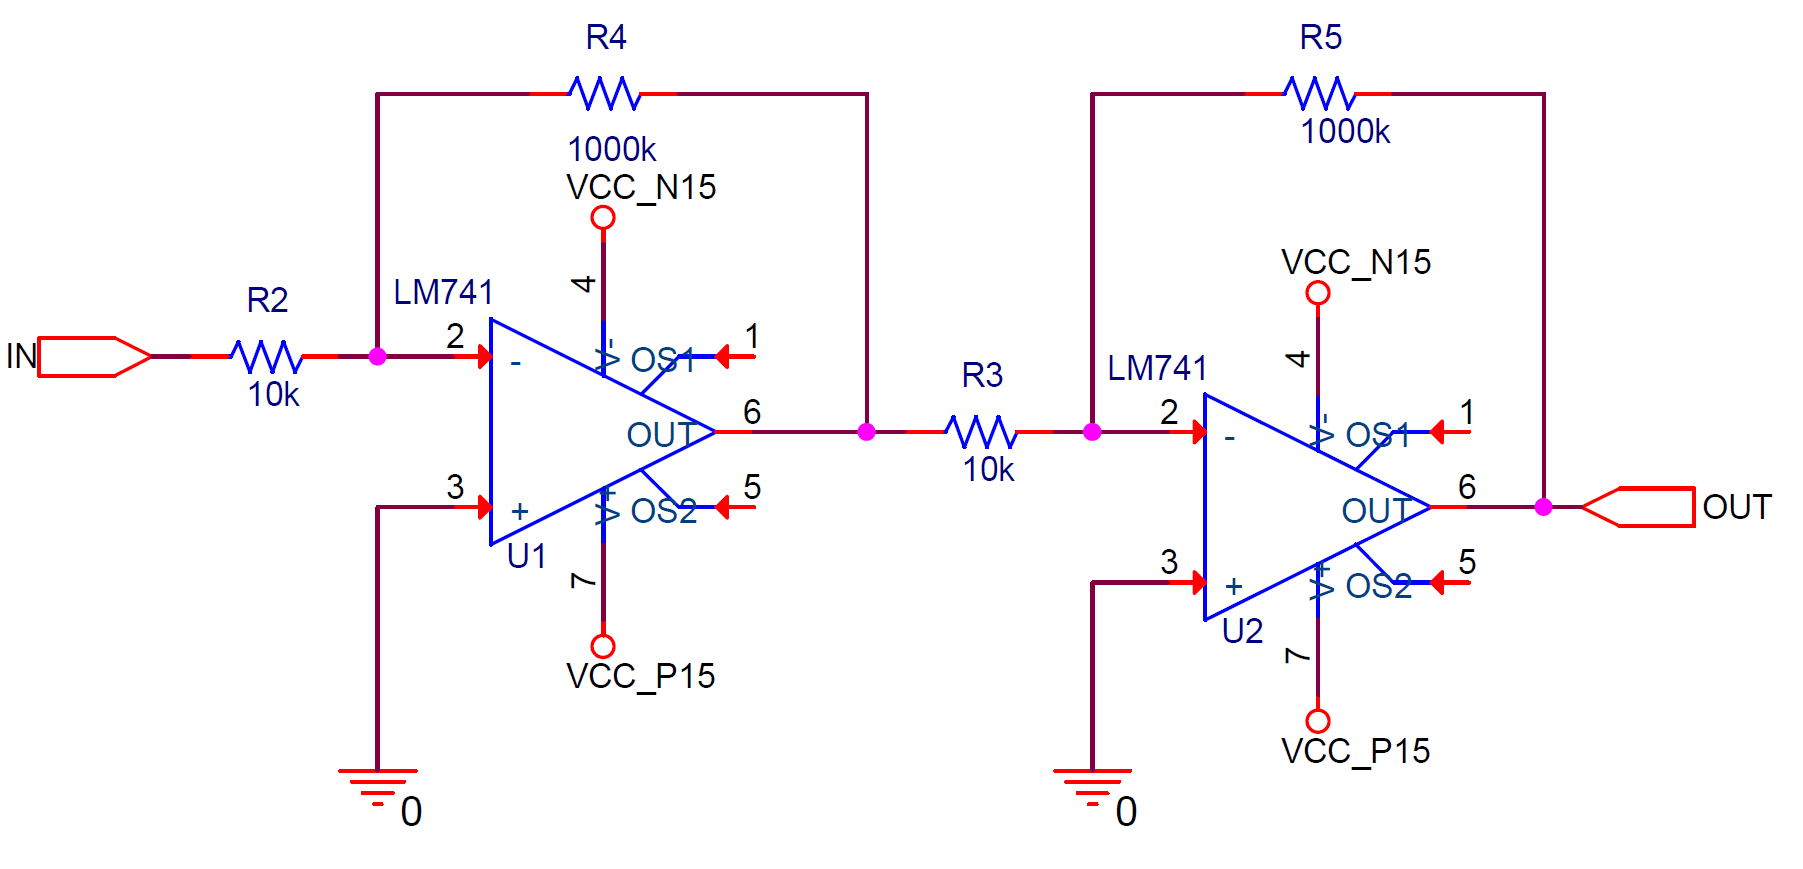 R4
R5
1000k
1000k
VCC_N15
VCC_N15
4
LM741
R2
IN
10k
2
-
V-
OS1
1
4
LM741
R3
10k
2
-
V-
OS1
1
OUT
6
3
+
V+
OS2
5
U1
7
VCC_P15
0
OUT
6
OUT
3
+
V+
OS2
5
U2
7
VCC_P15
0